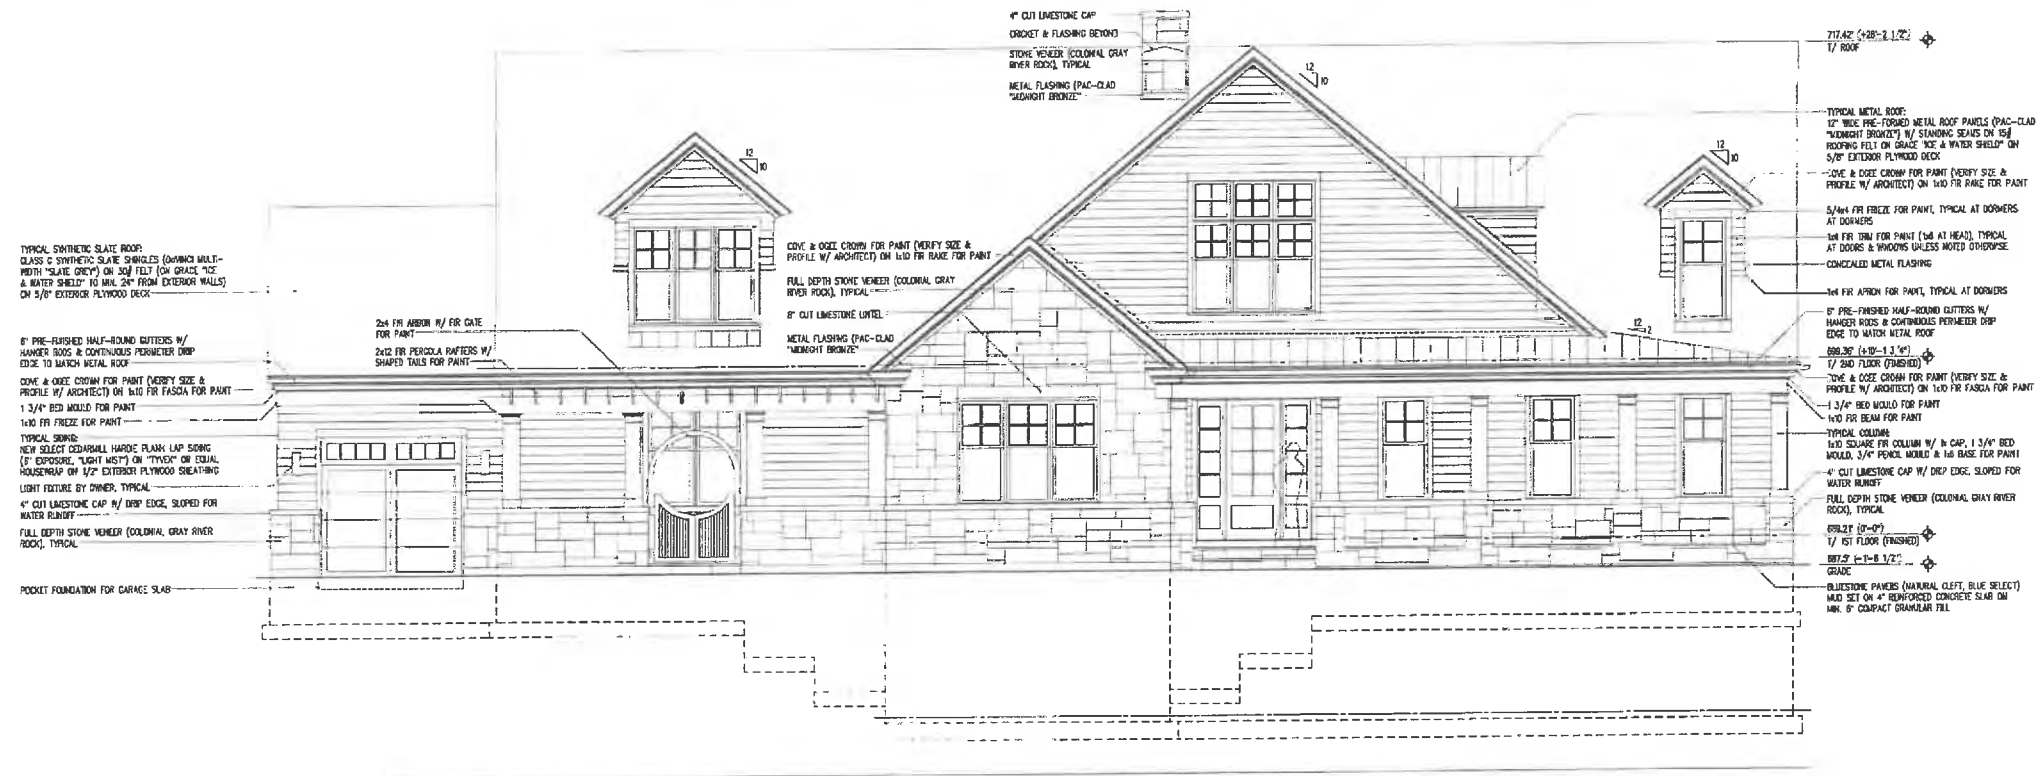 4" CUT LIMESTONE CAP
CRICKET & FLASHING BEYOND
STONE VENEER (COLONIAL GRAY
RIVER ROCK), TYPICAL
METAL FLASHING (PAC-CLAD
"MIDNIGHT BRONZE"
12
10
12
10
12
10
12
2
TYPICAL SYNTHETIC SLATE ROOF:
CLASS C SYNTHETIC SLATE SHINGLES (DaVINCI MULTI-
WIDTH "SLATE GREY") ON 30# FELT (ON GRACE "ICE
& WATER SHIELD" TO MIN. 24" FROM EXTERIOR WALLS)
ON 5/8" EXTERIOR PLYWOOD DECK
6" PRE-FINISHED HALF-ROUND GUTTERS W/
HANGER RODS & CONTINUOUS PERIMETER DRIP
EDGE TO MATCH METAL ROOF
COVE & OGEE CROWN FOR PAINT (VERIFY SIZE &
PROFILE W/ ARCHITECT) ON 1x10 FIR FASCIA FOR PAINT
1 3/4" BED MOULD FOR PAINT
1x10 FIR FRIEZE FOR PAINT
TYPICAL SIDING:
NEW SELECT CEDARMILL HARDIE PLANK LAP SIDING
(6" EXPOSURE, "LIGHT MIST") ON "TYVEK" OR EQUAL
HOUSEWRAP ON 1/2" EXTERIOR PLYWOOD SHEATHING
LIGHT FIXTURE BY OWNER, TYPICAL
4" CUT LIMESTONE CAP W/ DRIP EDGE, SLOPED FOR
WATER RUNOFF
FULL DEPTH STONE VENEER (COLONIAL GRAY RIVER
ROCK), TYPICAL
POCKET FOUNDATION FOR GARAGE SLAB
2x4 FIR ARBOR W/ FIR GATE
FOR PAINT
2x12 FIR PERGOLA RAFTERS W/
SHAPED TAILS FOR PAINT
COVE & OGEE CROWN FOR PAINT (VERIFY SIZE &
PROFILE W/ ARCHITECT) ON 1x10 FIR RAKE FOR PAINT
FULL DEPTH STONE VENEER (COLONIAL GRAY
RIVER ROCK), TYPICAL
8" CUT LIMESTONE LINTEL
METAL FLASHING (PAC-CLAD
"MIDNIGHT BRONZE"
717.42' (+28'-2 1/2")
T/ ROOF
TYPICAL METAL ROOF:
12" WIDE PRE-FORMED METAL ROOF PANELS (PAC-CLAD
"MIDNIGHT BRONZE") W/ STANDING SEAMS ON 15#
ROOFING FELT ON GRACE "ICE & WATER SHIELD" ON
5/8" EXTERIOR PLYWOOD DECK
COVE & OGEE CROWN FOR PAINT (VERIFY SIZE &
PROFILE W/ ARCHITECT) ON 1x10 FIR RAKE FOR PAINT
5/4x4 FIR FRIEZE FOR PAINT, TYPICAL AT DORMERS
AT DORMERS
1x4 FIR TRIM FOR PAINT (1x6 AT HEAD), TYPICAL
AT DOORS & WINDOWS UNLESS NOTED OTHERWISE
CONCEALED METAL FLASHING
1x4 FIR APRON FOR PAINT, TYPICAL AT DORMERS
6" PRE-FINISHED HALF-ROUND GUTTERS W/
HANGER RODS & CONTINUOUS PERIMETER DRIP
EDGE TO MATCH METAL ROOF
699.36' (+10'-1 3/4")
T/ 2ND FLOOR (FINISHED)
COVE & OGEE CROWN FOR PAINT (VERIFY SIZE &
PROFILE W/ ARCHITECT) ON 1x10 FIR FASCIA FOR PAINT
1 3/4" BED MOULD FOR PAINT
1x10 FIR BEAM FOR PAINT
TYPICAL COLUMN:
1x10 SQUARE FIR COLUMN W/ CAP, 1 3/4" BED
MOULD, 3/4" PENCIL MOULD & 1x6 BASE FOR PAINT
4" CUT LIMESTONE CAP W/ DRIP EDGE, SLOPED FOR
WATER RUNOFF
FULL DEPTH STONE VENEER (COLONIAL GRAY RIVER
ROCK), TYPICAL
(0'-0")
T/ 1ST FLOOR (FINISHED)
(-1'-8 1/2")
GRADE
BLUESTONE PAVERS (NATURAL CLEFT, BLUE SELECT)
MUD SET ON 4" REINFORCED CONCRETE SLAB ON
MIN. 6" COMPACT GRANULAR FILL